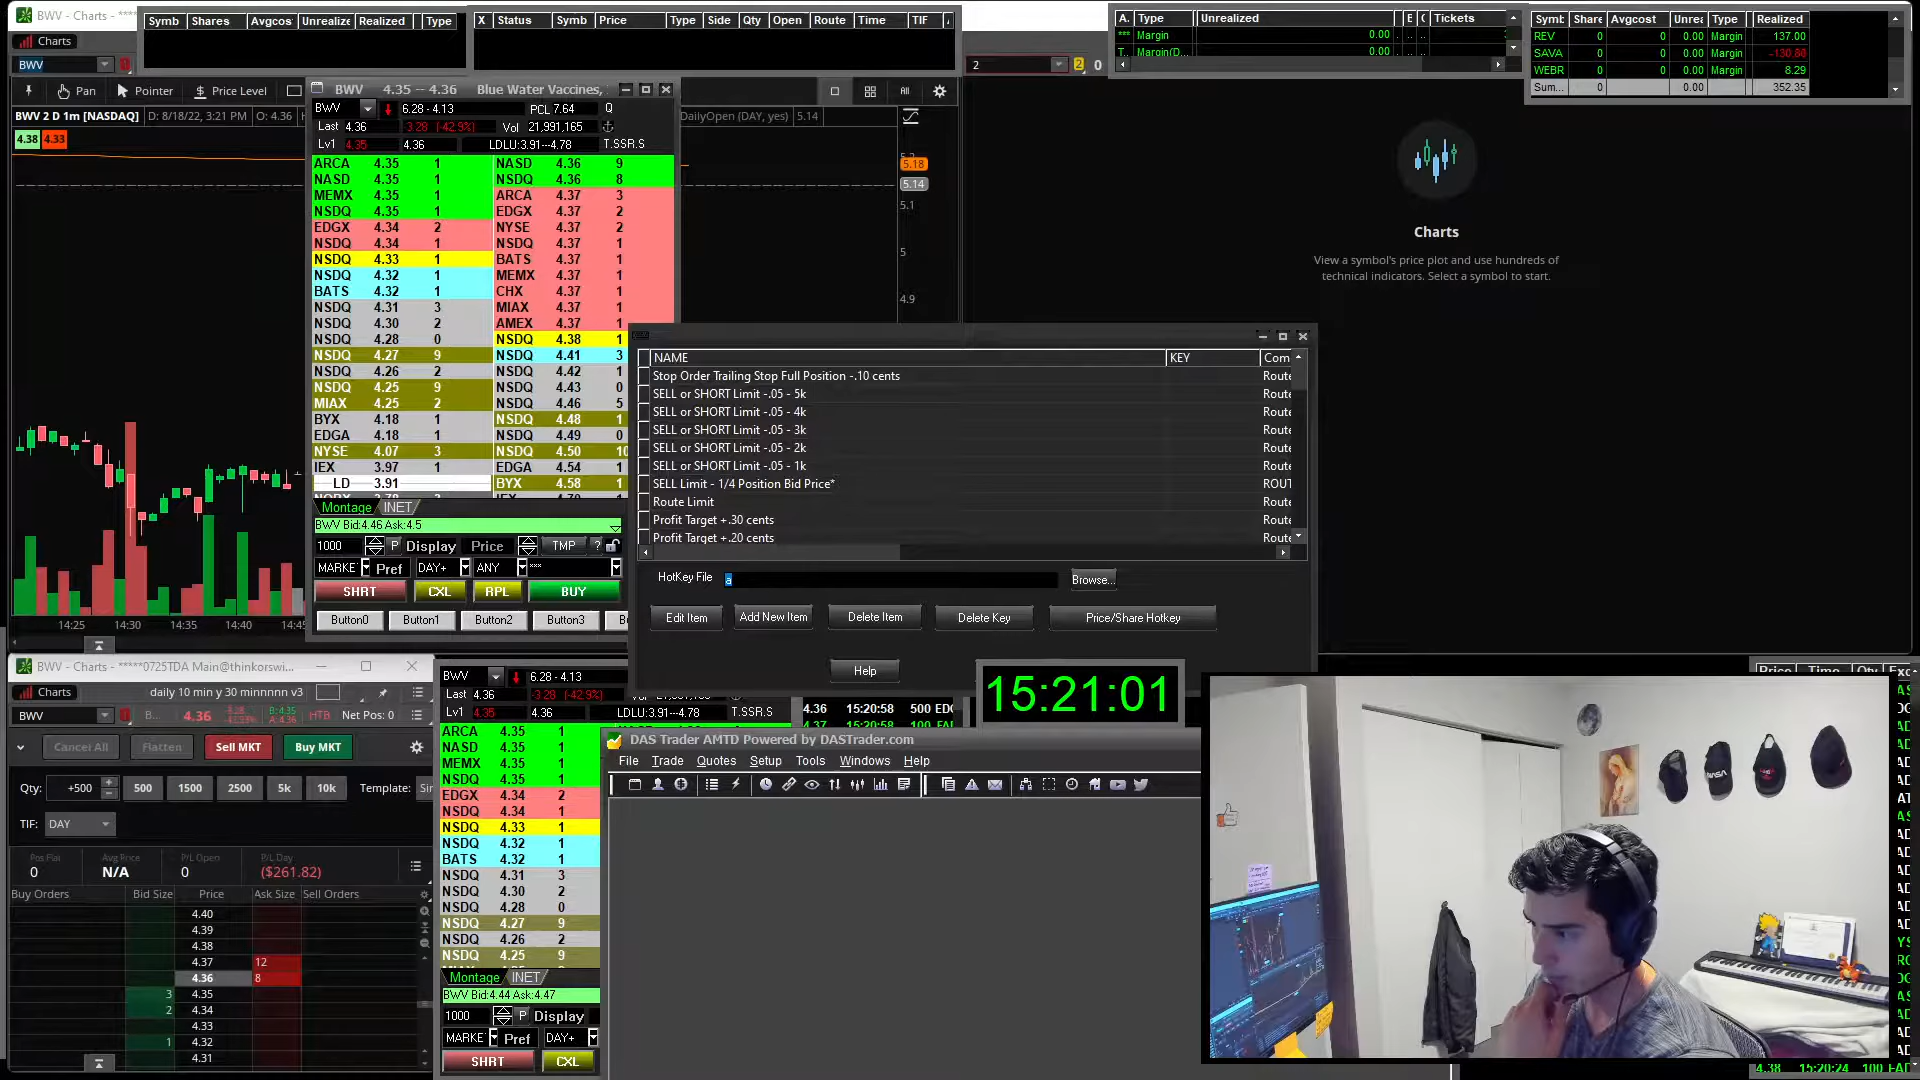 BWV - Charts - ****
Charts
BWV
Pan
Pointer
Price Level
BWV 2 D 1m [NASDAQ] D: 8/18/22, 3:21 PM O: 4.36
4.38 4.33
14:25 14:30 14:35 14:40 14:45
Symb Shares Avgcos Unrealize Realized Type
X Status Symb Price Type Side Qty Open Route Time TIF
2 2 0
A. Type Unrealized Tickets
*** Margin 0.00
T.. Margin(D... 0.00
Symb Share Avgcost Unrea Type Realized
REV 0 0 0.00 Margin 137.00
SAVA 0 0 0.00 Margin -130.80
WEBR 0 0 0.00 Margin 8.29
Sum... 0 0.00 352.35
DailyOpen (DAY, yes) 5.14
All
5.18
5.14
5.1
5
4.9
Charts
View a symbol's price plot and use hundreds of
technical indicators. Select a symbol to start.
BWV 4.35 -- 4.36 Blue Water Vaccines,
BWV 6.28 - 4.13 PCL 7.64 Q
Last 4.36 -3.28 (-42.9%) Vol 21,991,165
Lv1 4.35 4.36 LDLU:3.91---4.78 T.SSR.S
ARCA 4.35 1 NASD 4.36 9
NASD 4.35 1 NSDQ 4.36 8
MEMX 4.35 1 ARCA 4.37 3
NSDQ 4.35 1 EDGX 4.37 2
EDGX 4.34 2 NYSE 4.37 2
NSDQ 4.34 1 NSDQ 4.37 1
NSDQ 4.33 1 BATS 4.37 1
NSDQ 4.32 1 MEMX 4.37 1
BATS 4.32 1 CHX 4.37 1
NSDQ 4.31 3 MIAX 4.37 1
NSDQ 4.30 2 AMEX 4.37 1
NSDQ 4.28 0 NSDQ 4.38 1
NSDQ 4.27 9 NSDQ 4.41 3
NSDQ 4.26 2 NSDQ 4.42 1
NSDQ 4.25 9 NSDQ 4.43 0
MIAX 4.25 2 NSDQ 4.46 5
BYX 4.18 1 NSDQ 4.48 1
EDGA 4.18 1 NSDQ 4.49 0
NYSE 4.07 3 NSDQ 4.50 10
IEX 3.97 1 EDGA 4.54 1
LD 3.91 BYX 4.58 1
Montage INET
BWV Bid:4.46 Ask:4.5
1000 P Display Price TMP ?
MARKE Pref DAY+ ANY ***
SHRT CXL RPL BUY
Button0 Button1 Button2 Button3
NAME KEY Com
Stop Order Trailing Stop Full Position -.10 cents Route
SELL or SHORT Limit -.05 - 5k Route
SELL or SHORT Limit -.05 - 4k Route
SELL or SHORT Limit -.05 - 3k Route
SELL or SHORT Limit -.05 - 2k Route
SELL or SHORT Limit -.05 - 1k Route
SELL Limit - 1/4 Position Bid Price* ROUT
Route Limit Route
Profit Target +.30 cents Route
Profit Target +.20 cents Route
HotKey File a Browse...
Edit Item Add New Item Delete Item Delete Key Price/Share Hotkey
Help
15:21:01
BWV - Charts - *****0725TDA Main@thinkorswi...
Charts daily 10 min y 30 minnnnn v3
BWV B... 4.36 B: 4.35 A: 4.36 HTB Net Pos: 0
Cancel All Flatten Sell MKT Buy MKT
Qty: +500 500 1500 2500 5k 10k Template:
TIF: DAY
Pos Flat Avg Price P/L Open P/L Day
0 N/A 0 ($261.82)
Buy Orders Bid Size Price Ask Size Sell Orders
4.40
4.39
4.38
4.37 12
4.36 8
3 4.35
2 4.34
4.33
1 4.32
4.31
BWV 6.28 - 4.13
Last 4.36 -3.28 (-42.9%)
Lv1 4.35 4.36 LDLU:3.91---4.78 T.SSR.S
ARCA 4.35 1
NASD 4.35 1
MEMX 4.35 1
NSDQ 4.35 1
EDGX 4.34 2
NSDQ 4.34 1
NSDQ 4.33 1
NSDQ 4.32 1
BATS 4.32 1
NSDQ 4.31 3
NSDQ 4.30 2
NSDQ 4.28 0
NSDQ 4.27 9
NSDQ 4.26 2
NSDQ 4.25 9
Montage INET
BWV Bid:4.44 Ask:4.47
1000 P Display
MARKE Pref DAY+
SHRT CXL
4.36 15:20:58 500
4.37 15:20:58 100
DAS Trader AMTD Powered by DASTrader.com
File Trade Quotes Setup Tools Windows Help
Price Time Qty Exc
NASA
4.38 15:20:24 100